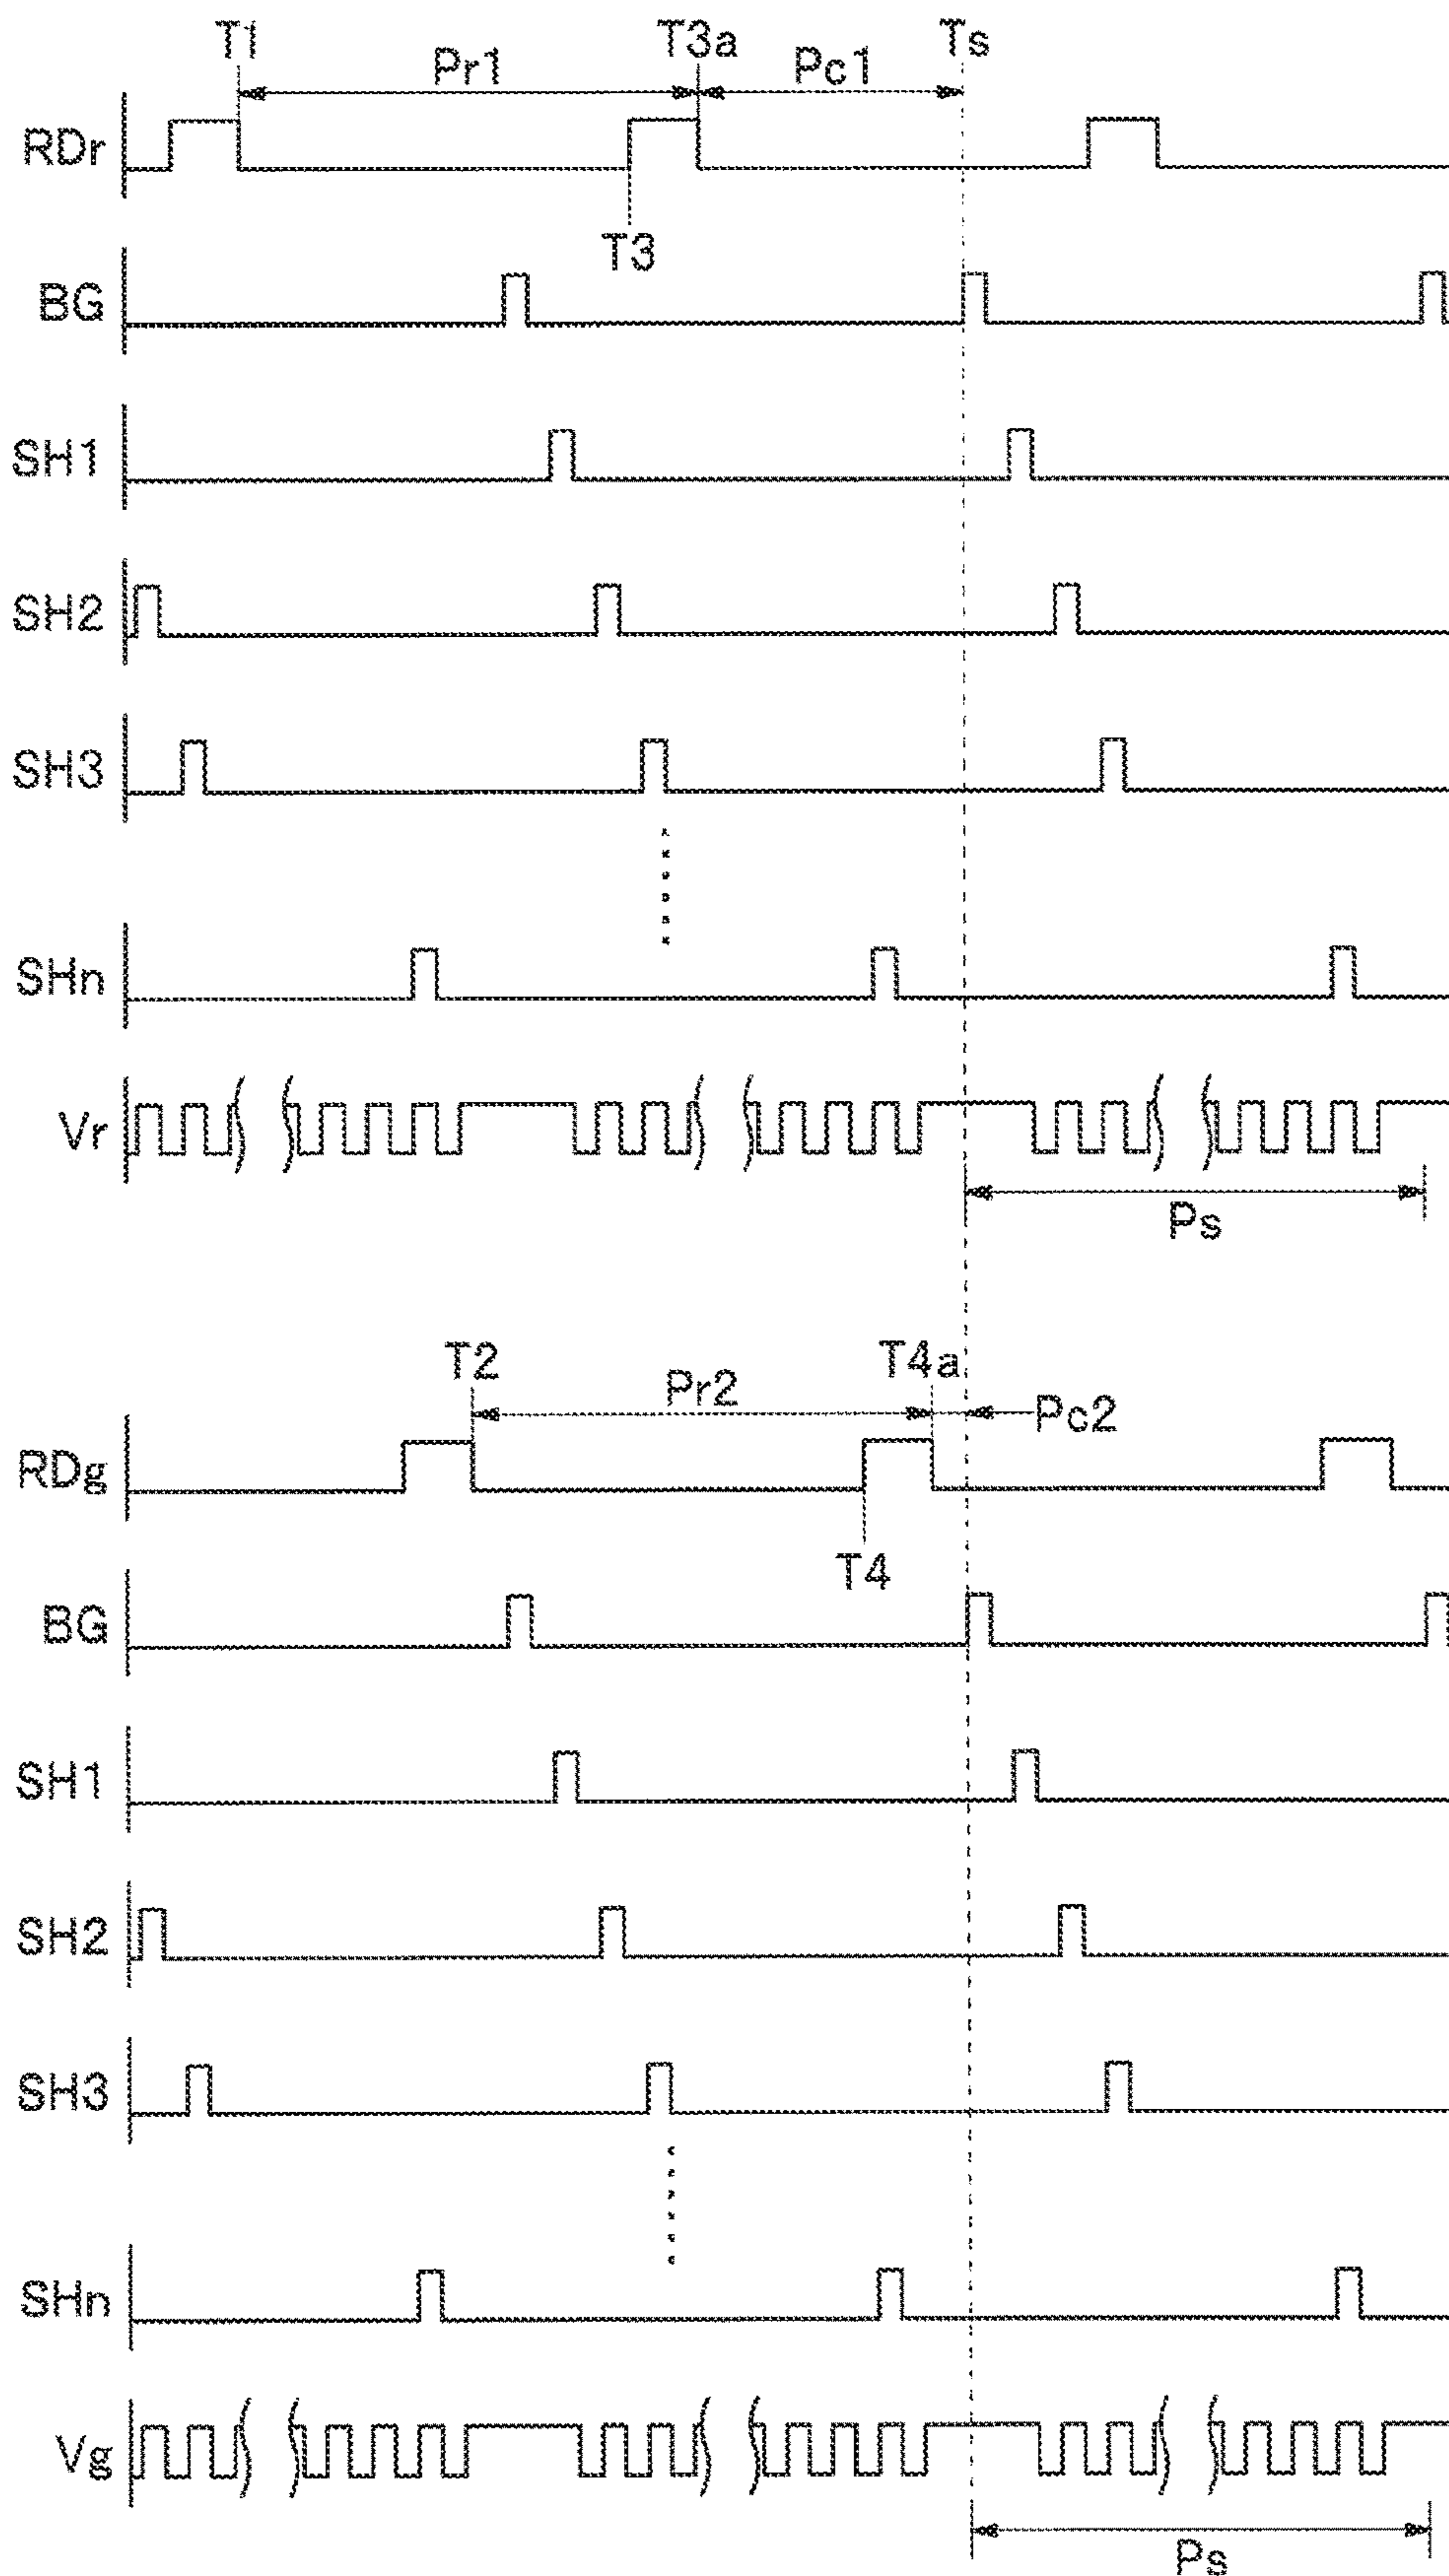 T1 Pr1 T3a Pc1 Ts
RDr
T3
BG
SH1
SH2
SH3
SHn
Vr
Ps
T2 Pr2 T4a Pc2
RDg
T4
BG
SH1
SH2
SH3
SHn
Vg
Ps